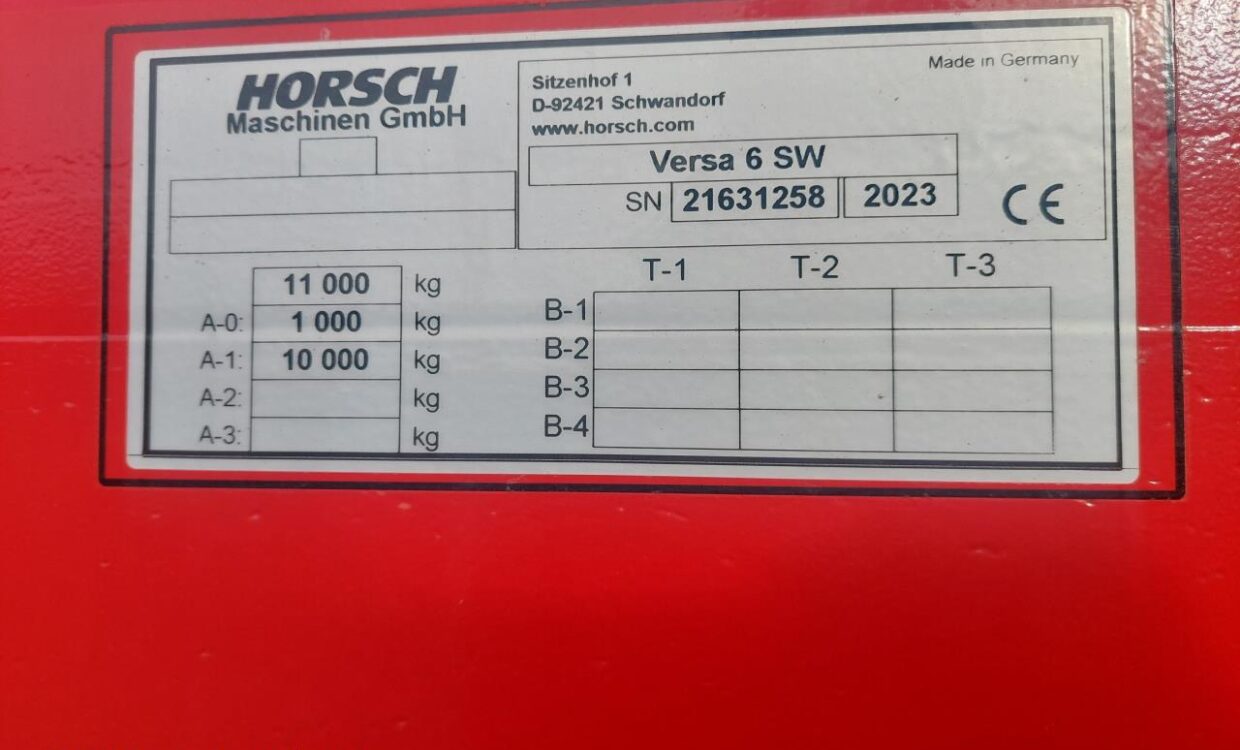 HORSCH
Maschinen GmbH
Sitzenhof 1
D-92421 Schwandorf
www.horsch.com
Made in Germany
Versa 6 SW
SN 21631258 2023
CE
11 000 kg
A-0: 1 000 kg
A-1: 10 000 kg
A-2: kg
A-3: kg
T-1 T-2 T-3
B-1
B-2
B-3
B-4